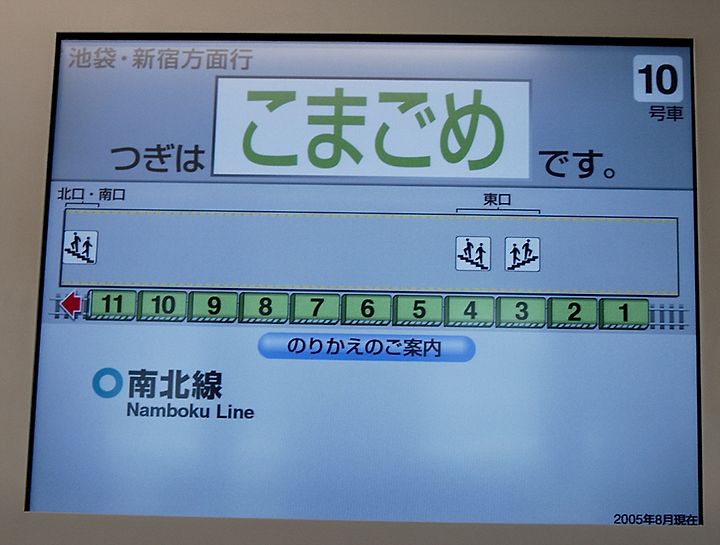 池袋・新宿方面行
10
号車
つぎは こまごめ です。
北口・南口
東口
11 10 9 8 7 6 5 4 3 2 1
のりかえのご案内
南北線
Namboku Line
2005年8月現在